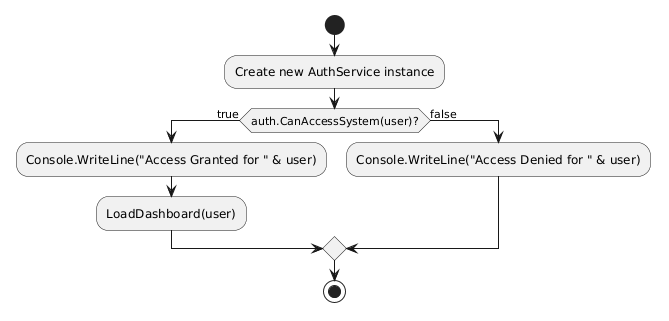 Create new AuthService instance
true
auth.CanAccessSystem(user)?
false
Console.WriteLine("Access Granted for " & user)
Console.WriteLine("Access Denied for " & user)
LoadDashboard(user)